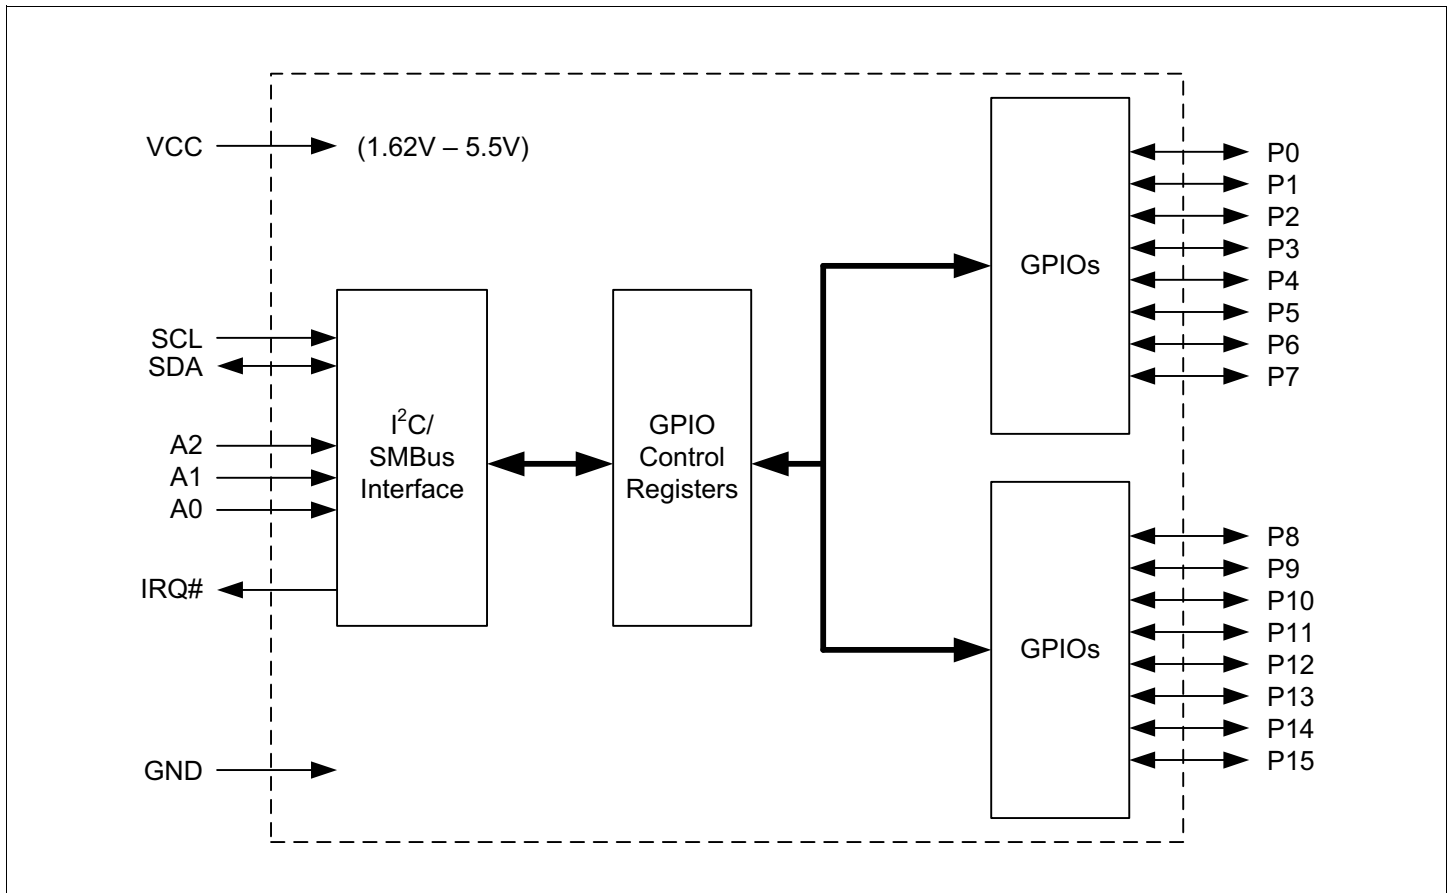 VCC
(1.62V – 5.5V)
SCL
SDA
A2
A1
A0
IRQ#
GND
I²C/
SMBus
Interface
GPIO
Control
Registers
GPIOs
P0
P1
P2
P3
P4
P5
P6
P7
GPIOs
P8
P9
P10
P11
P12
P13
P14
P15